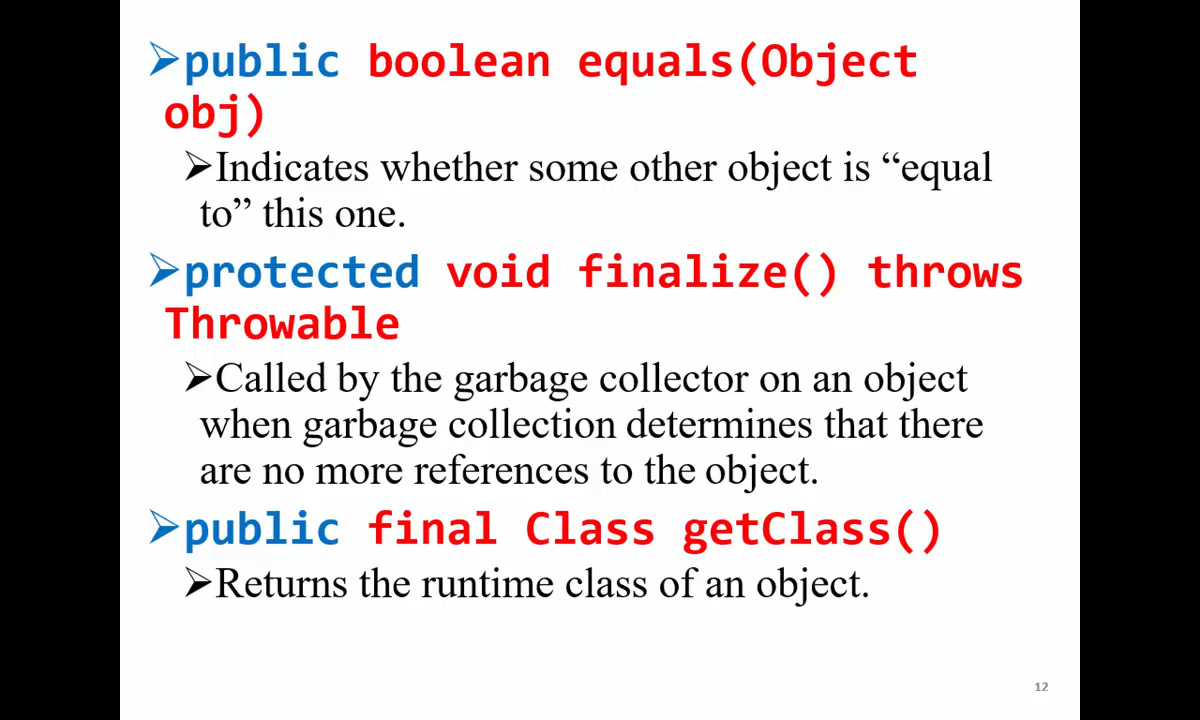 ➢public boolean equals(Object
obj)
➢Indicates whether some other object is “equal
to” this one.
➢protected void finalize() throws
Throwable
➢Called by the garbage collector on an object
when garbage collection determines that there
are no more references to the object.
➢public final Class getClass()
➢Returns the runtime class of an object.
12